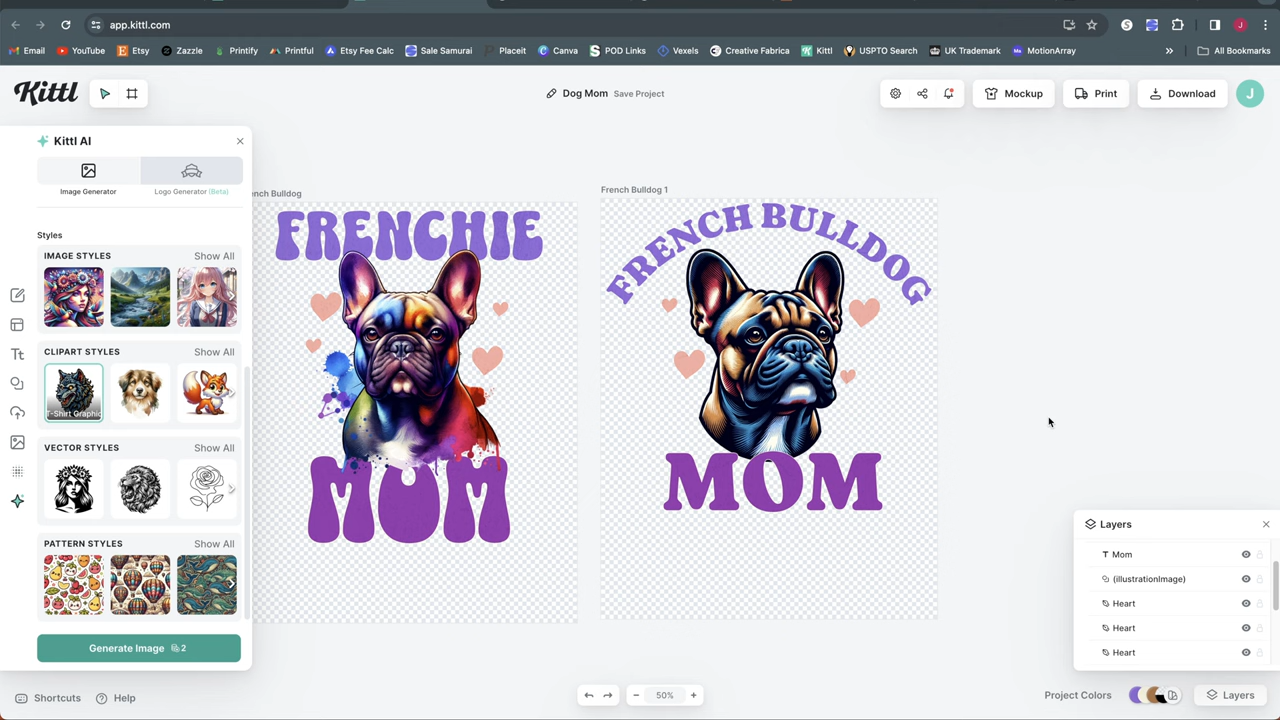 app.kittl.com
Email YouTube Etsy Zazzle Printify Printful Etsy Fee Calc Sale Samurai Placeit Canva POD Links Vexels Creative Fabrica Kittl USPTO Search UK Trademark MotionArray » All Bookmarks
Kittl Dog Mom Save Project Mockup Print Download J
Kittl AI
Image Generator Logo Generator (Beta)
Styles
IMAGE STYLES Show All
CLIPART STYLES Show All
T-Shirt Graphic
VECTOR STYLES Show All
PATTERN STYLES Show All
Generate Image 2
Shortcuts Help
ench Bulldog
FRENCHIE
MOM
French Bulldog 1
FRENCH BULLDOG
MOM
50%
Layers
Mom
(illustrationImage)
Heart
Heart
Heart
Project Colors Layers